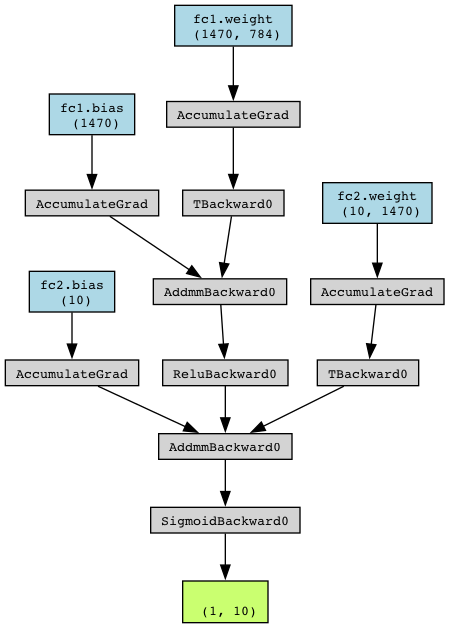 fc1.weight
(1470, 784)
fc1.bias
(1470)
AccumulateGrad
AccumulateGrad
TBackward0
fc2.weight
(10, 1470)
fc2.bias
(10)
AddmmBackward0
AccumulateGrad
AccumulateGrad
ReluBackward0
TBackward0
AddmmBackward0
SigmoidBackward0
(1, 10)